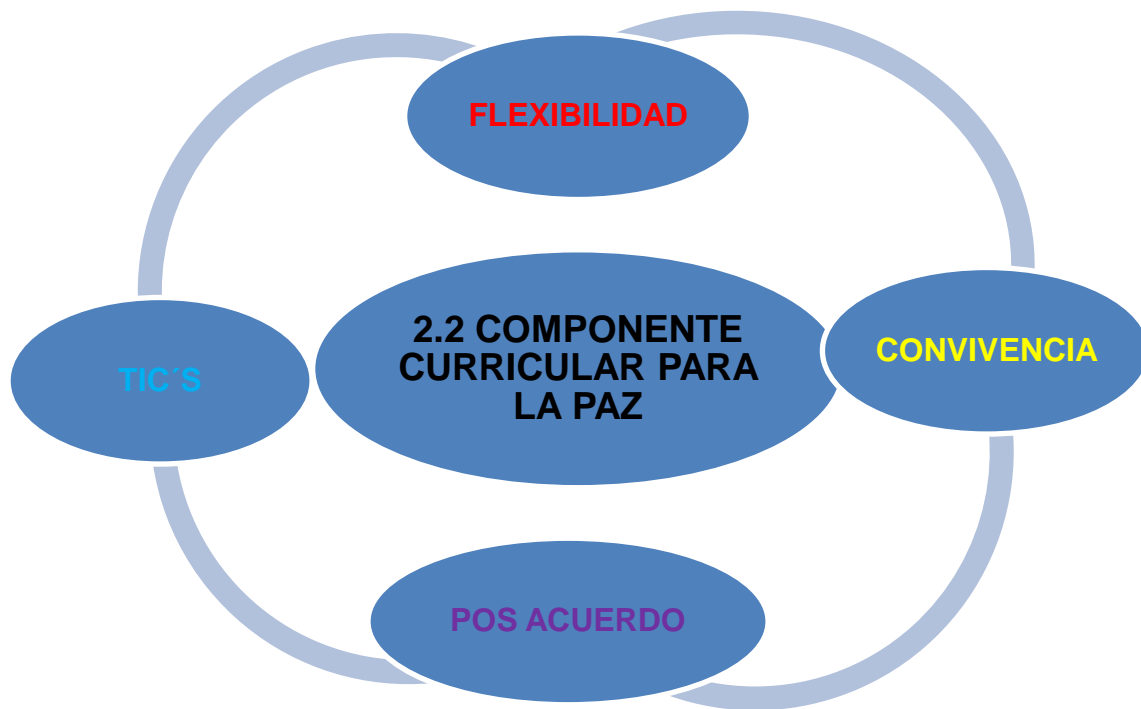 FLEXIBILIDAD
2.2 COMPONENTE
CURRICULAR PARA
LA PAZ
CONVIVENCIA
TIC´S
POS ACUERDO